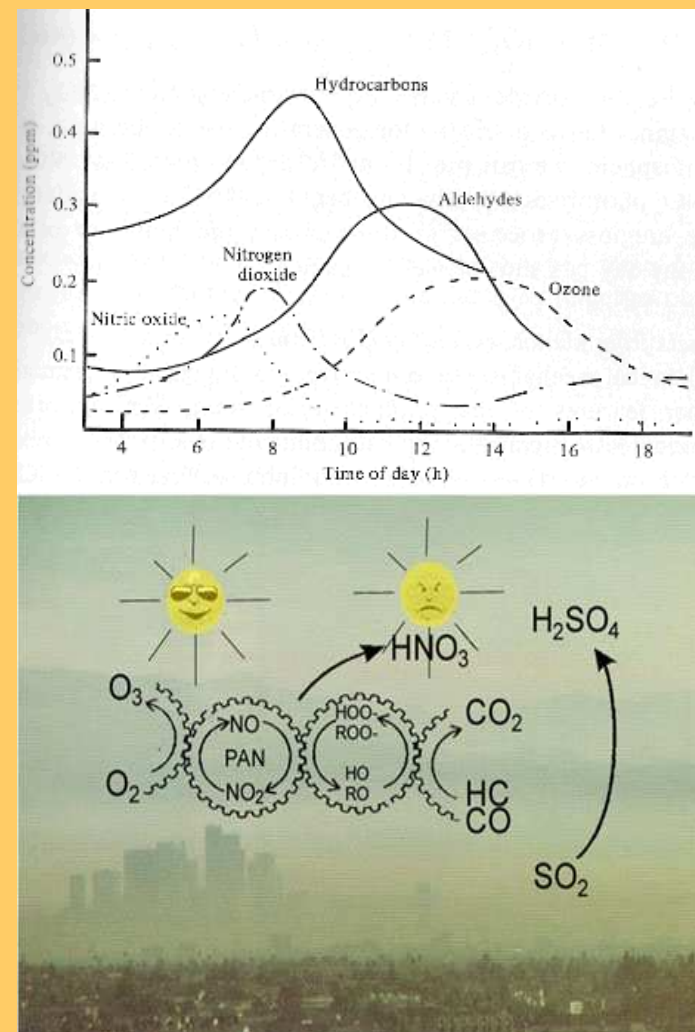 0.5
Hydrocarbons
0.4
Concentration (ppm)
0.3
Aldehydes
Nitrogen
dioxide
0.2
Ozone
Nitric oxide
0.1
4 6 8 10 12 14 16 18
Time of day (h)
H2SO4
HNO3
O3
NO
HOO-
ROO-
CO2
PAN
O2
NO2
HO
RO
HC
CO
SO2